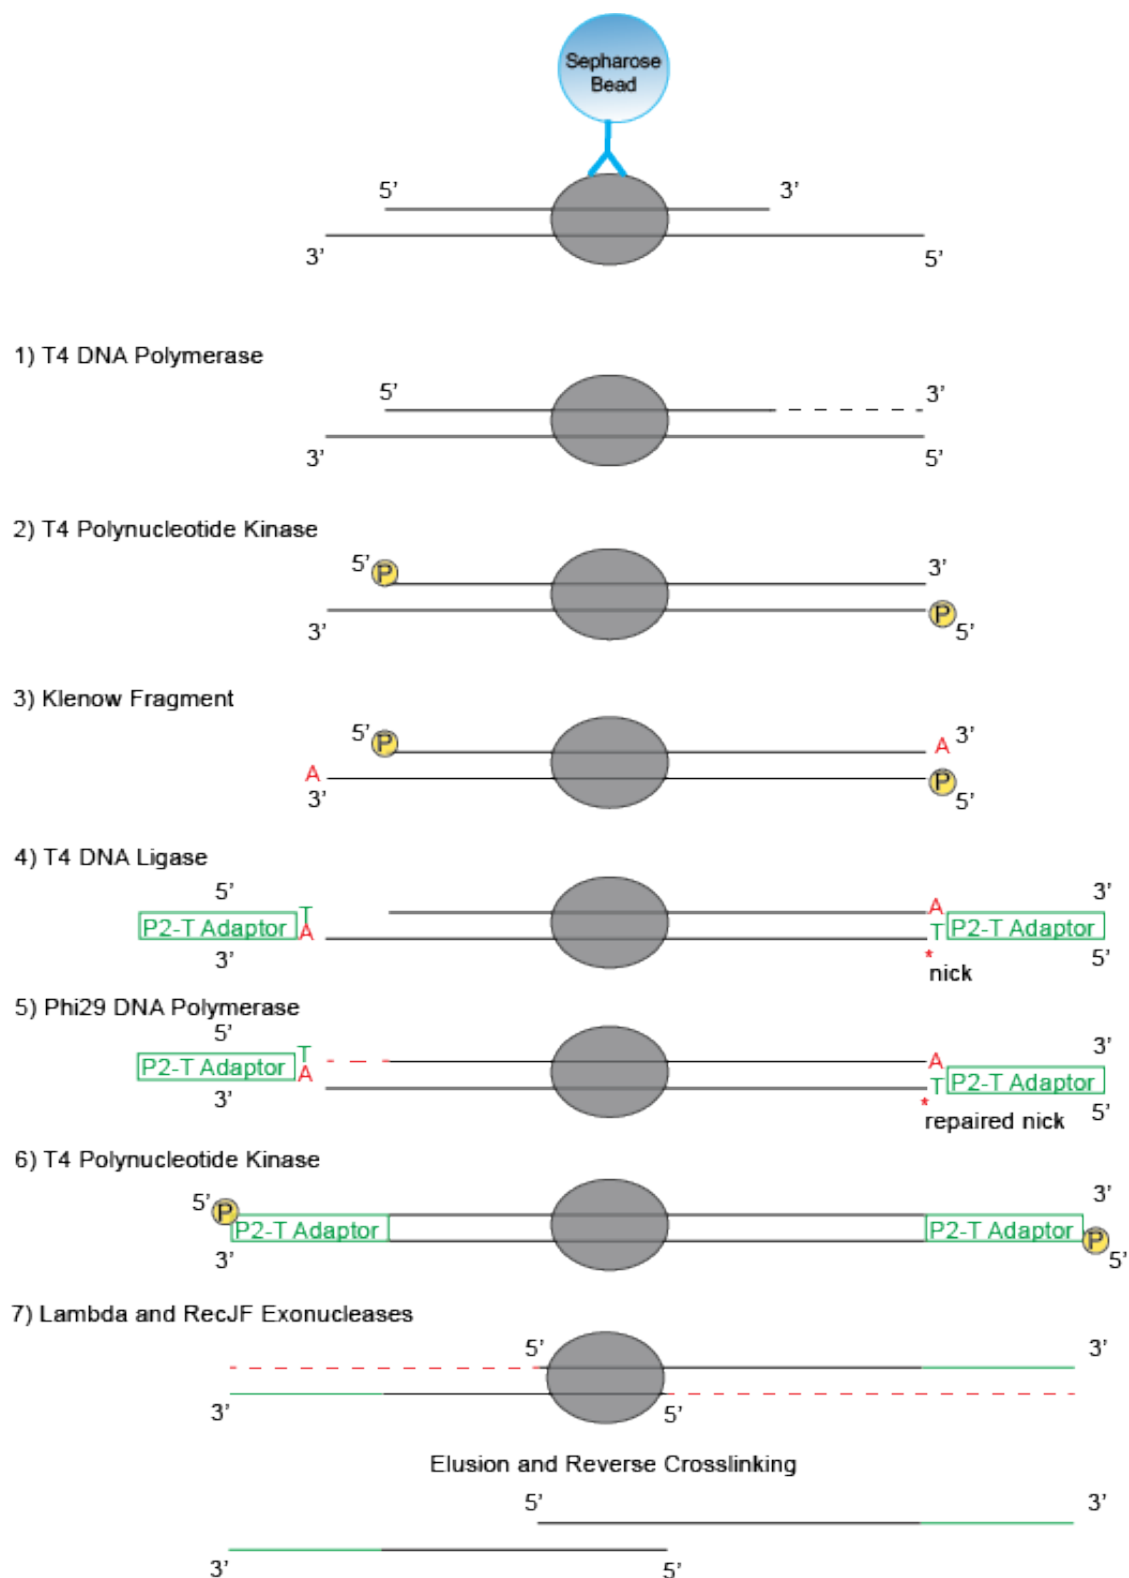 Sepharose
Bead
5’ 3’
3’ 5’
1) T4 DNA Polymerase
5’ 3’
3’ 5’
2) T4 Polynucleotide Kinase
5’ P 3’
3’ P 5’
3) Klenow Fragment
5’ P A 3’
A
3’ P 5’
4) T4 DNA Ligase
5’ 3’
T A
P2-T Adaptor A T P2-T Adaptor
3’ * 5’
nick
5) Phi29 DNA Polymerase
5’ 3’
T A
P2-T Adaptor A T P2-T Adaptor
3’ * 5’
repaired nick
6) T4 Polynucleotide Kinase
5’ P 3’
P2-T Adaptor P2-T Adaptor P
3’ 5’
7) Lambda and RecJF Exonucleases
5’ 3’
3’ 5’
Elusion and Reverse Crosslinking
5’ 3’
3’ 5’